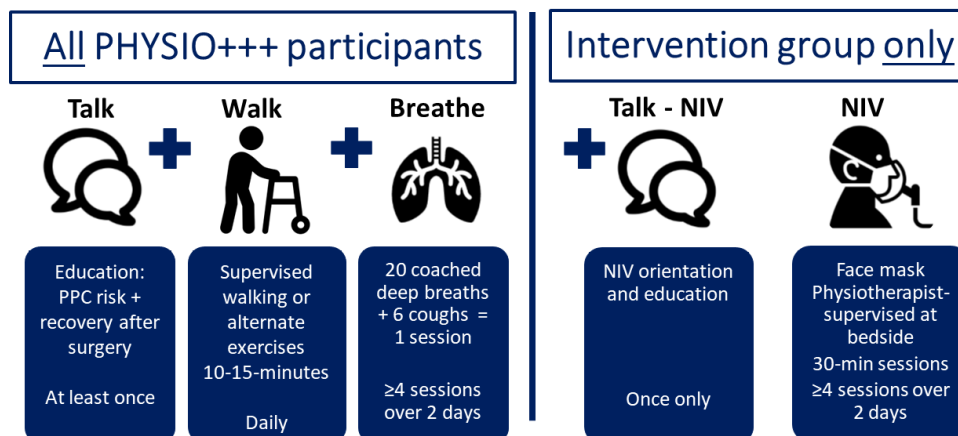 All PHYSIO+++ participants
Talk
Walk
Breathe
Education:
PPC risk +
recovery after
surgery
At least once
Supervised
walking or
alternate
exercises
10-15-minutes
Daily
20 coached
deep breaths
+ 6 coughs =
1 session
≥4 sessions
over 2 days
Intervention group only
Talk - NIV
NIV
NIV orientation
and education
Once only
Face mask
Physiotherapist-
supervised at
bedside
30-min sessions
≥4 sessions over
2 days